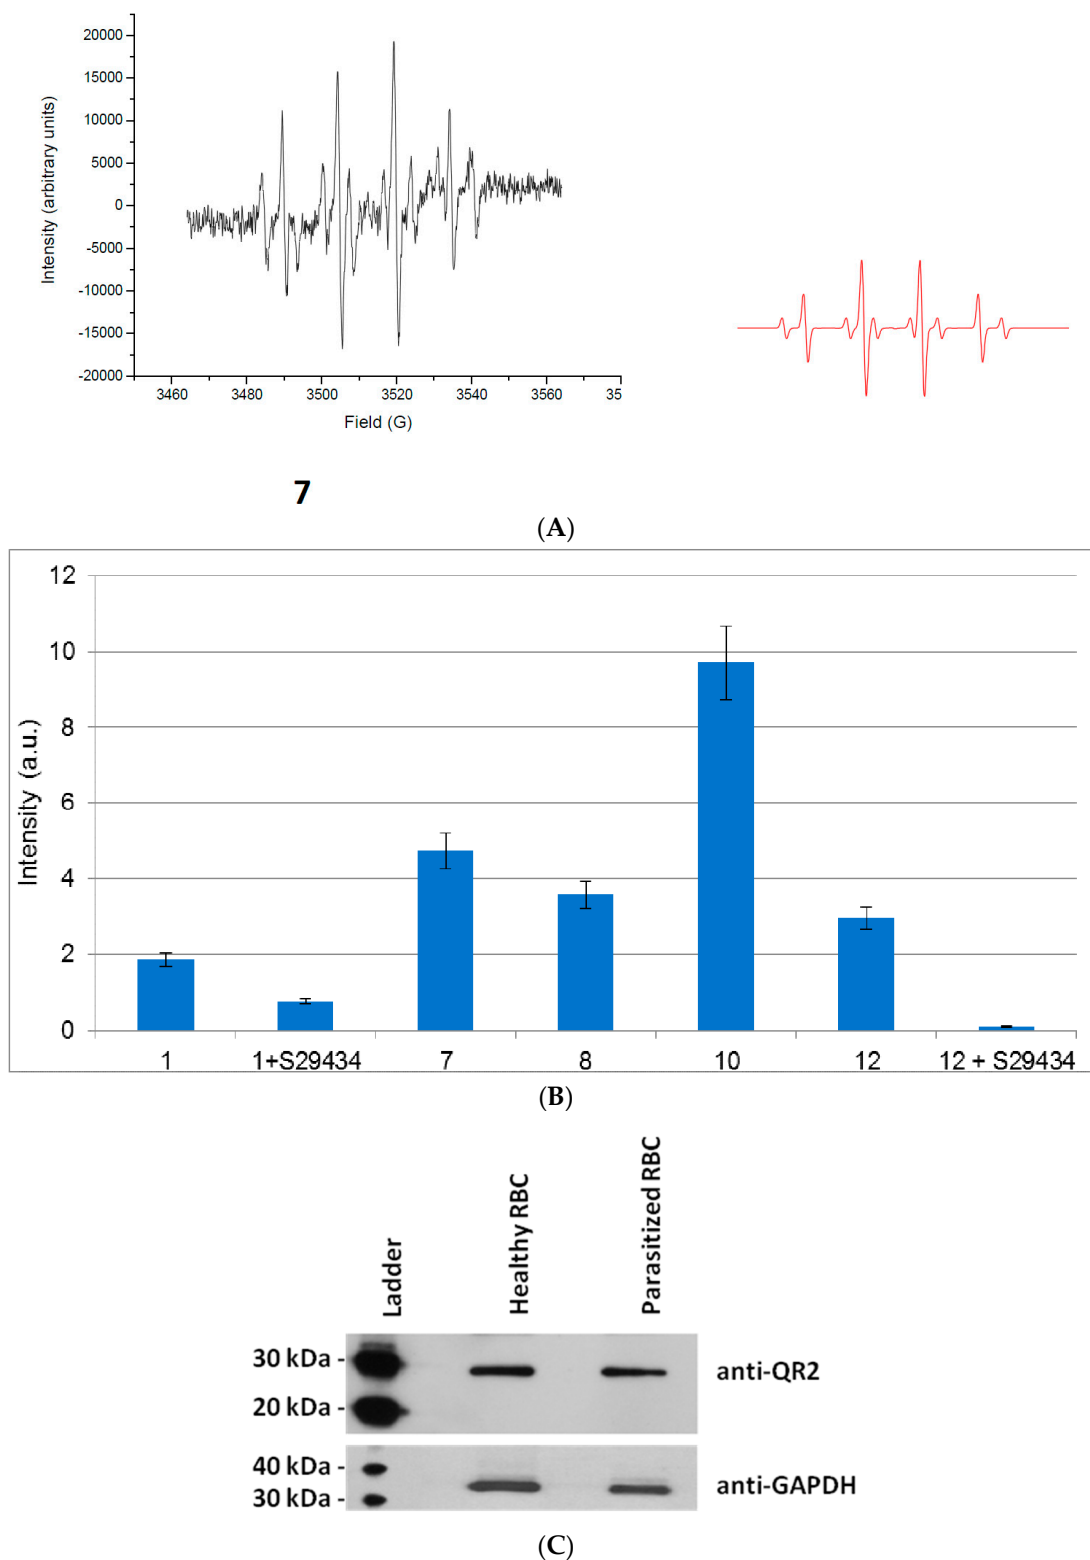 20000
15000
10000
5000
0
-5000
-10000
-15000
-20000
Intensity (arbitrary units)
3460 3480 3500 3520 3540 3560 35
Field (G)
7
(A)
12
10
8
6
4
2
0
Intensity (a.u.)
1 1+S29434 7 8 10 12 12 + S29434
(B)
Ladder
Healthy RBC
Parasitized RBC
30 kDa -
20 kDa -
anti-QR2
40 kDa -
30 kDa -
anti-GAPDH
(C)